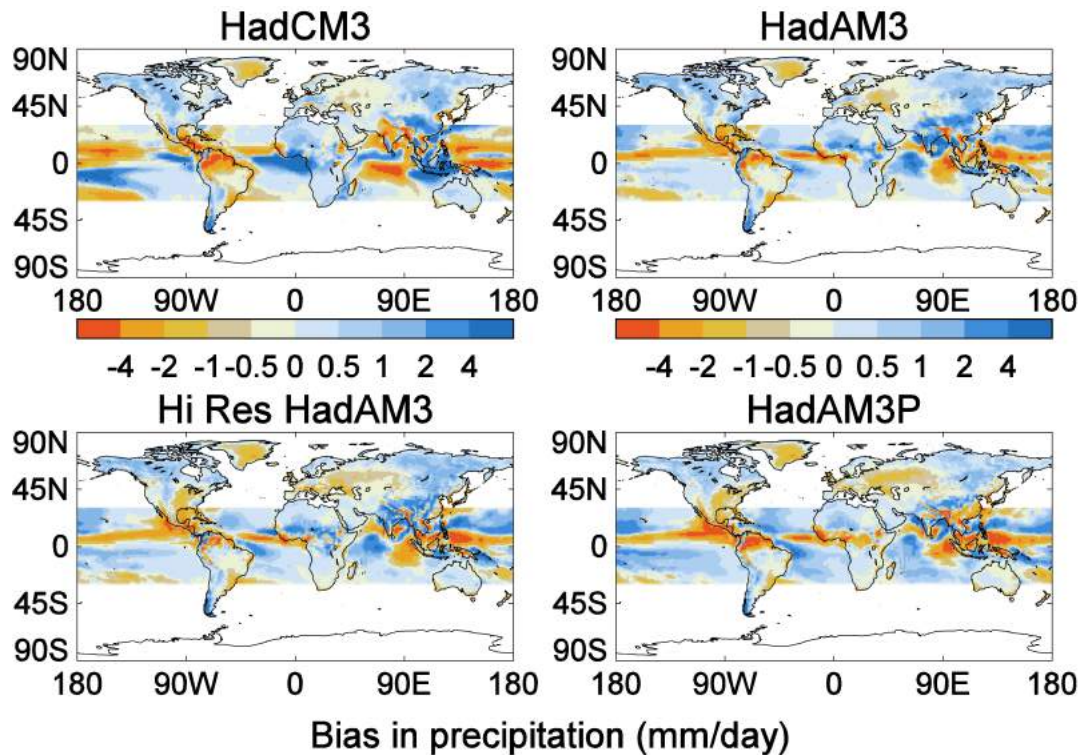 HadCM3
HadAM3
90N
45N
0
45S
90S
180 90W 0 90E 180
90N
45N
0
45S
90S
180 90W 0 90E 180
-4 -2 -1 -0.5 0 0.5 1 2 4
-4 -2 -1 -0.5 0 0.5 1 2 4
Hi Res HadAM3
HadAM3P
90N
45N
0
45S
90S
180 90W 0 90E 180
90N
45N
0
45S
90S
180 90W 0 90E 180
Bias in precipitation (mm/day)